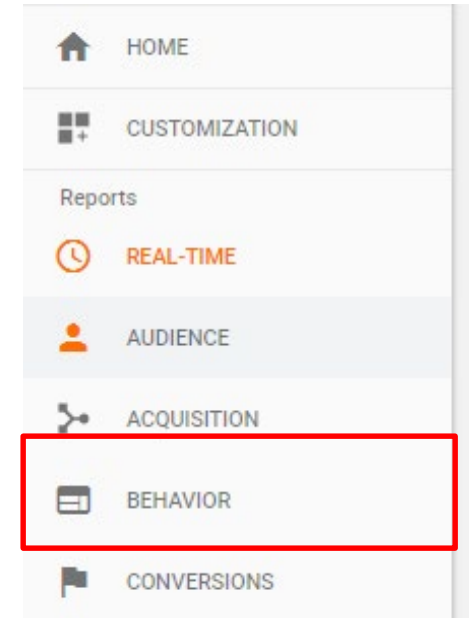 HOME
CUSTOMIZATION
Reports
REAL-TIME
AUDIENCE
ACQUISITION
BEHAVIOR
CONVERSIONS